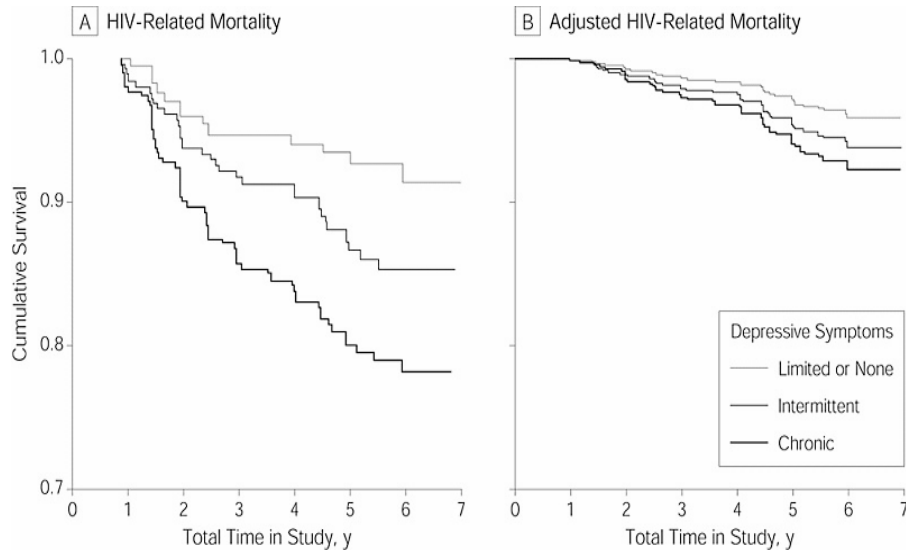 A HIV-Related Mortality
B Adjusted HIV-Related Mortality
Cumulative Survival
1.0
0.9
0.8
0.7
0 1 2 3 4 5 6 7
Total Time in Study, y
0 1 2 3 4 5 6 7
Total Time in Study, y
Depressive Symptoms
Limited or None
Intermittent
Chronic